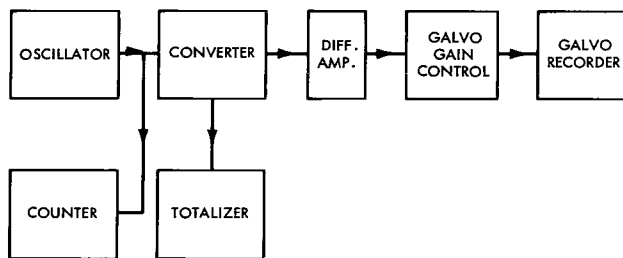 OSCILLATOR
CONVERTER
DIFF.
AMP.
GALVO
GAIN
CONTROL
GALVO
RECORDER
COUNTER
TOTALIZER